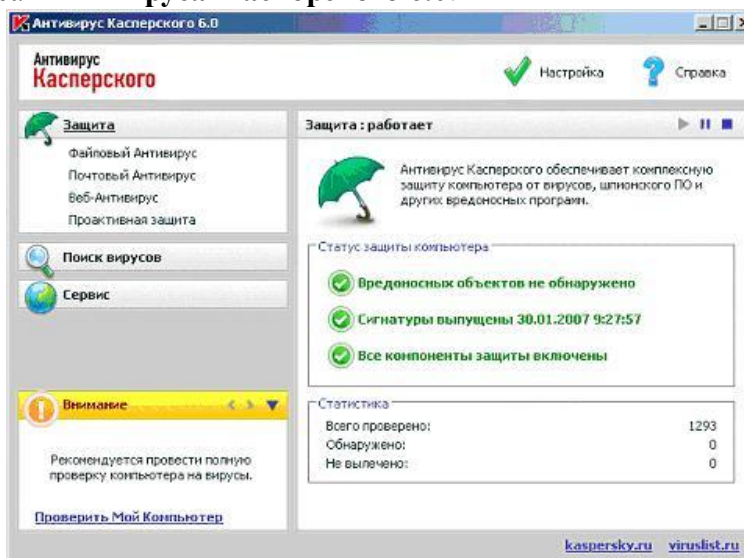 Антивирус Касперского 6.0
Антивирус
Касперского
Настройка
Справка
Защита
Файловый Антивирус
Почтовый Антивирус
Веб-Антивирус
Проактивная защита
Поиск вирусов
Сервис
Внимание
Рекомендуется провести полную
проверку компьютера на вирусы.
Проверить Мой Компьютер
Защита : работает
Антивирус Касперского обеспечивает комплексную
защиту компьютера от вирусов, шпионского ПО и
других вредоносных программ.
Статус защиты компьютера
Вредоносных объектов не обнаружено
Сигнатуры выпущены 30.01.2007 9:27:57
Все компоненты защиты включены
Статистика
Всего проверено: 1293
Обнаружено: 0
Не вылечено: 0
kaspersky.ru viruslist.ru